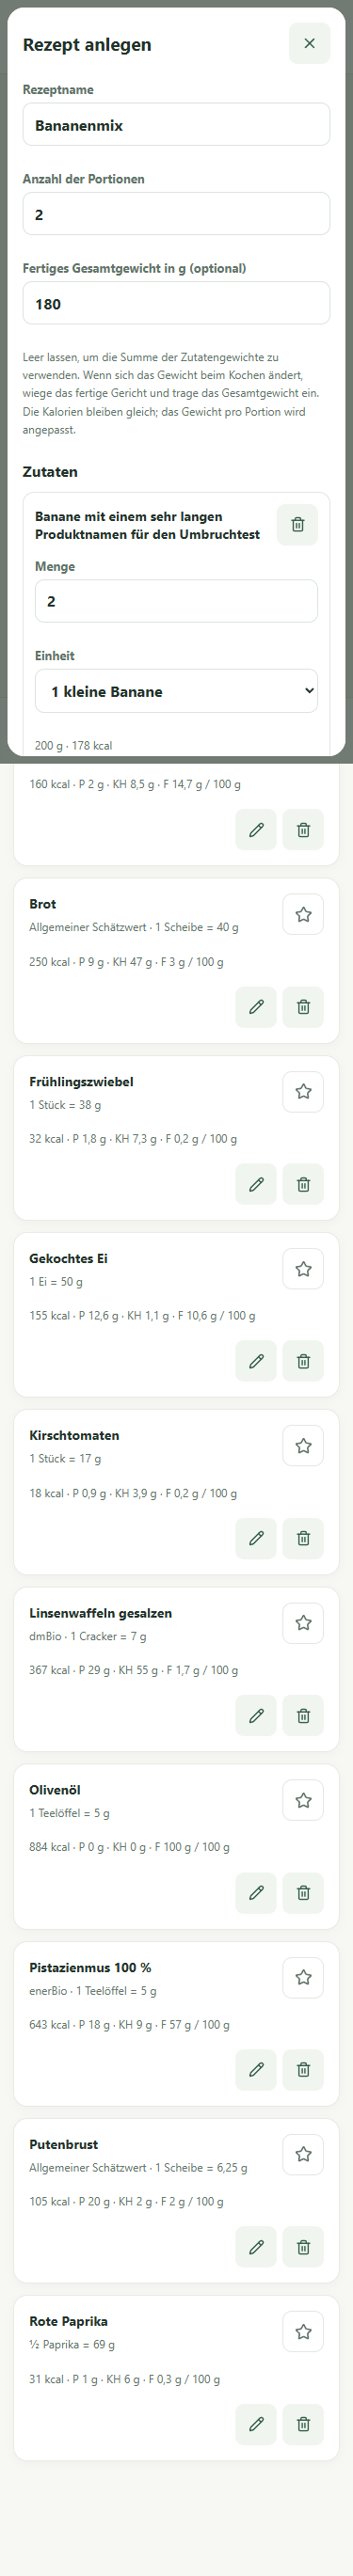 Rezept anlegen
Rezeptname
Bananenmix
Anzahl der Portionen
2
Fertiges Gesamtgewicht in g (optional)
180
Leer lassen, um die Summe der Zutatengewichte zu
verwenden. Wenn sich das Gewicht beim Kochen ändert,
wiege das fertige Gericht und trage das Gesamtgewicht ein.
Die Kalorien bleiben gleich; das Gewicht pro Portion wird
angepasst.
Zutaten
Banane mit einem sehr langen
Produktnamen für den Umbruchtest
Menge
2
Einheit
1 kleine Banane
200 g · 178 kcal
160 kcal · P 2 g · KH 8,5 g · F 14,7 g / 100 g
Brot
Allgemeiner Schätzwert · 1 Scheibe = 40 g
250 kcal · P 9 g · KH 47 g · F 3 g / 100 g
Frühlingszwiebel
1 Stück = 38 g
32 kcal · P 1,8 g · KH 7,3 g · F 0,2 g / 100 g
Gekochtes Ei
1 Ei = 50 g
155 kcal · P 12,6 g · KH 1,1 g · F 10,6 g / 100 g
Kirschtomaten
1 Stück = 17 g
18 kcal · P 0,9 g · KH 3,9 g · F 0,2 g / 100 g
Linsenwaffeln gesalzen
dmBio · 1 Cracker = 7 g
367 kcal · P 29 g · KH 55 g · F 1,7 g / 100 g
Olivenöl
1 Teelöffel = 5 g
884 kcal · P 0 g · KH 0 g · F 100 g / 100 g
Pistazienmus 100 %
enerBio · 1 Teelöffel = 5 g
643 kcal · P 18 g · KH 9 g · F 57 g / 100 g
Putenbrust
Allgemeiner Schätzwert · 1 Scheibe = 6,25 g
105 kcal · P 20 g · KH 2 g · F 2 g / 100 g
Rote Paprika
½ Paprika = 69 g
31 kcal · P 1 g · KH 6 g · F 0,3 g / 100 g